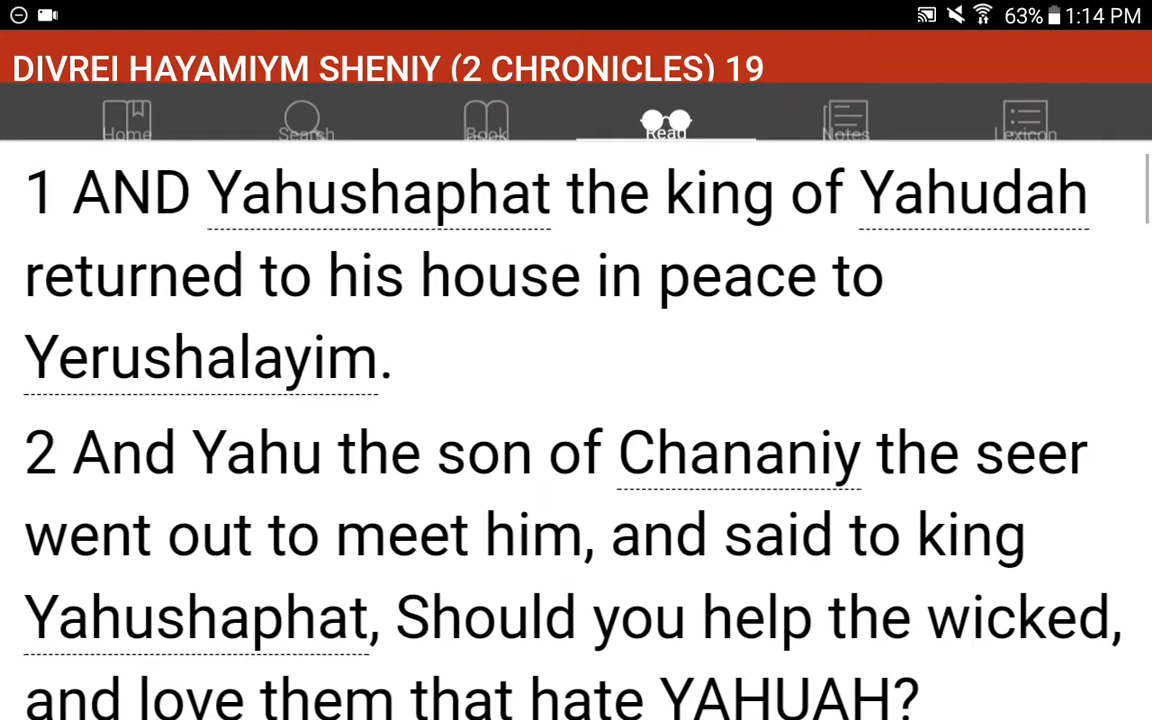 63% 1:14 PM
DIVREI HAYAMIYM SHENIY (2 CHRONICLES) 19
Home Search Book Read Notes Lexicon
1 AND Yahushaphat the king of Yahudah
returned to his house in peace to
Yerushalayim.
2 And Yahu the son of Chananiy the seer
went out to meet him, and said to king
Yahushaphat, Should you help the wicked,
and love them that hate YAHUAH?